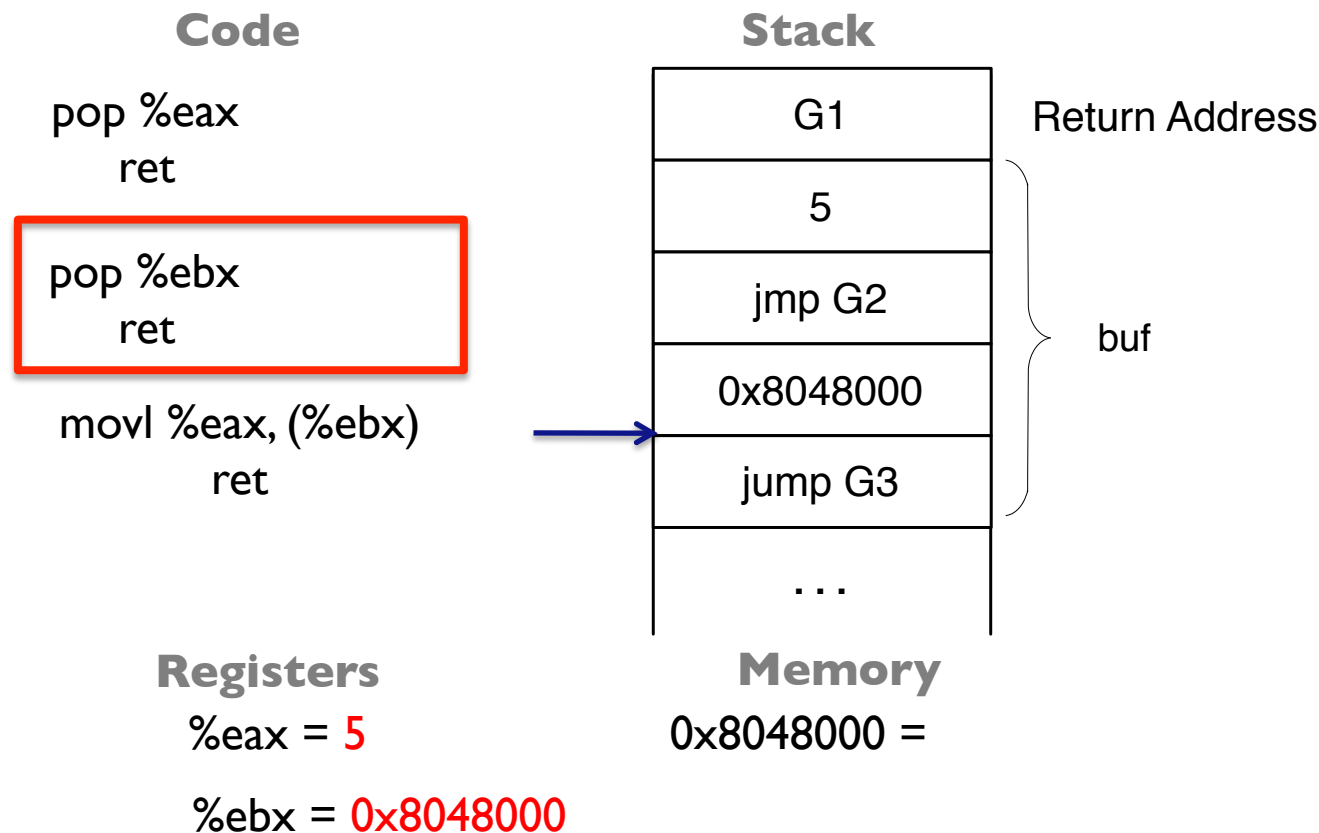 Code
pop %eax
ret
pop %ebx
ret
movl %eax, (%ebx)
ret
Stack
G1
Return Address
5
jmp G2
0x8048000
jump G3
buf
...
Registers
%eax = 5
%ebx = 0x8048000
Memory
0x8048000 =